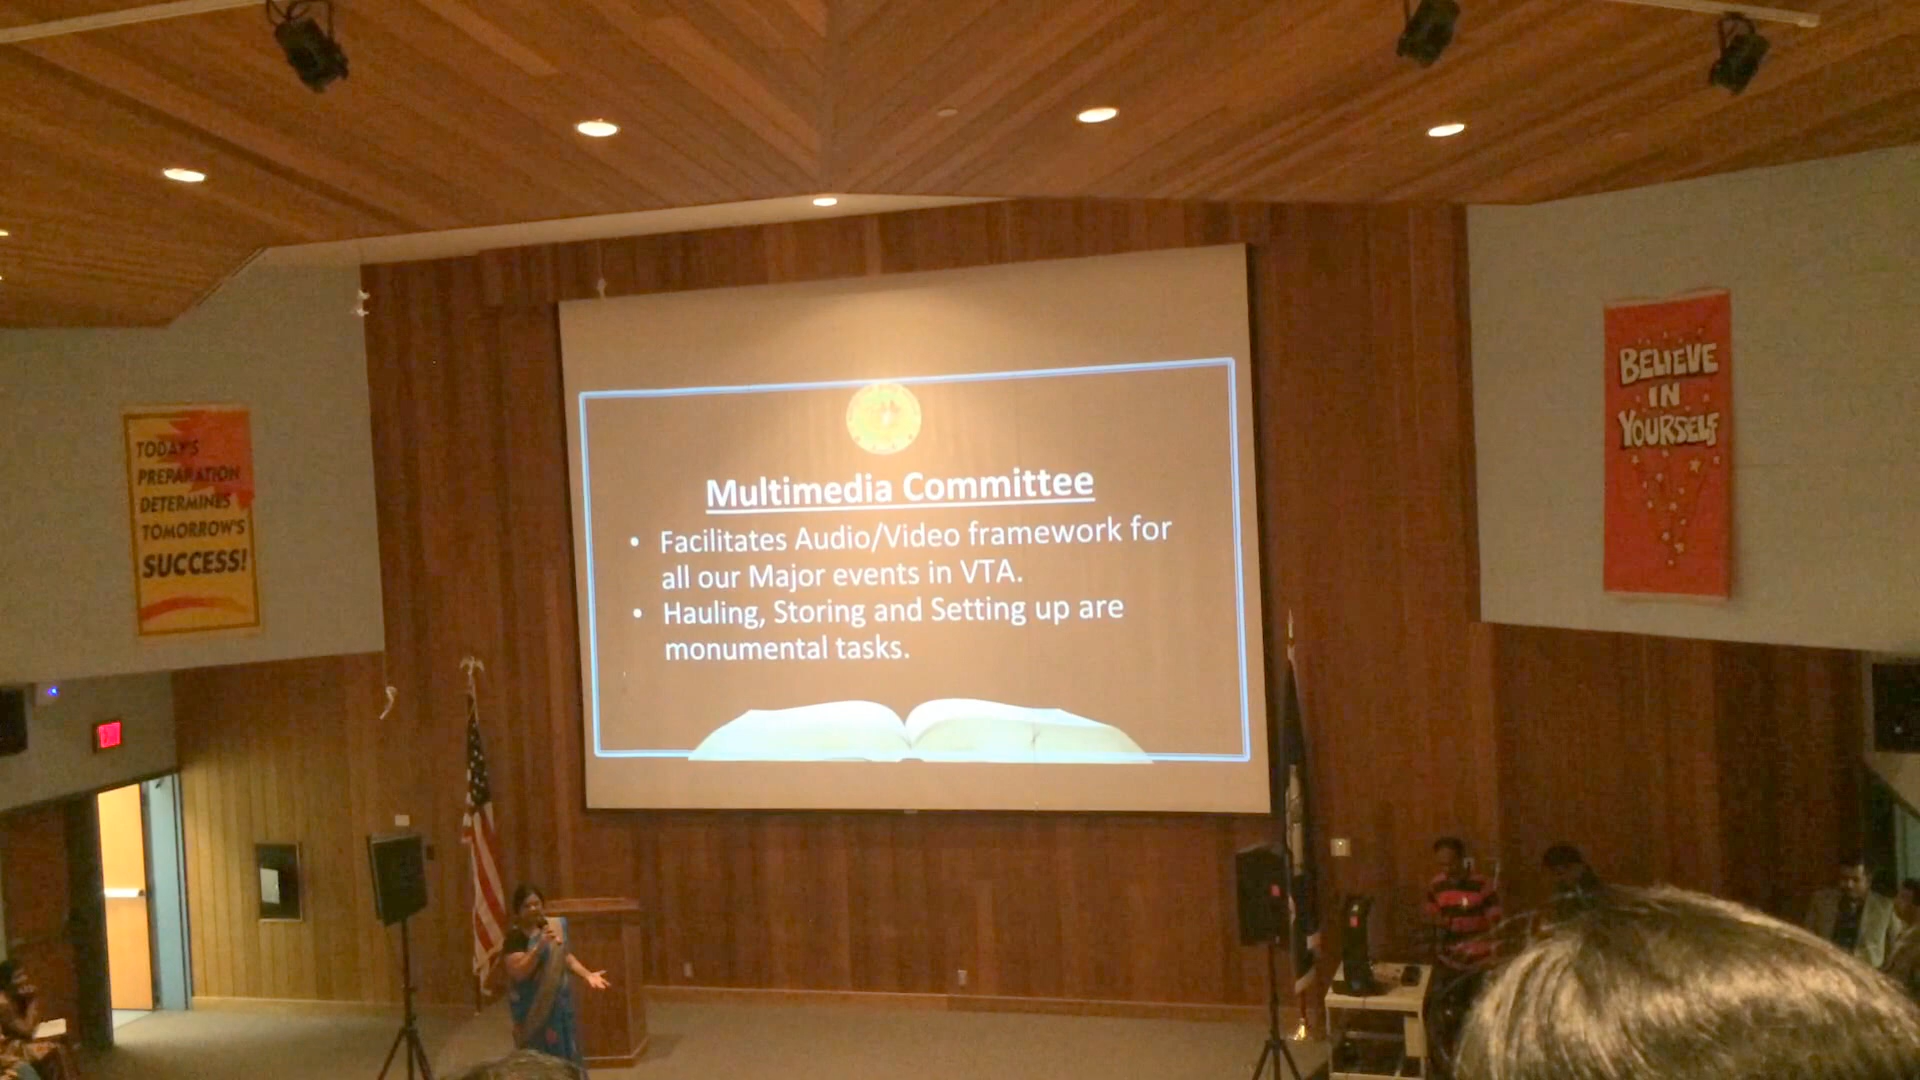 TODAY'S
PREPARATION
DETERMINES
TOMORROW'S
SUCCESS!
Multimedia Committee
• Facilitates Audio/Video framework for
all our Major events in VTA.
• Hauling, Storing and Setting up are
monumental tasks.
BELIEVE
IN
YOURSELF